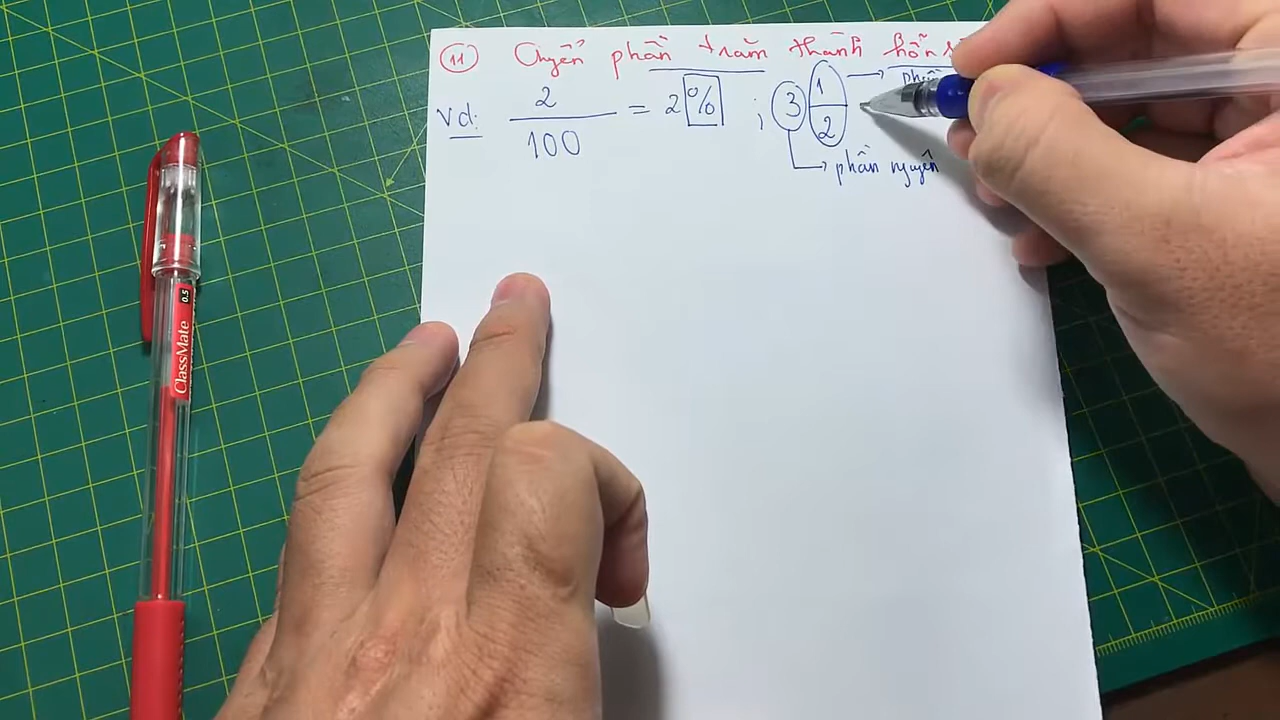 11 Chuyển phần trăm thành hỗn
Vd: 2/100 = 2% ; 3 1/2 →
phần nguyên
ClassMate 0.5